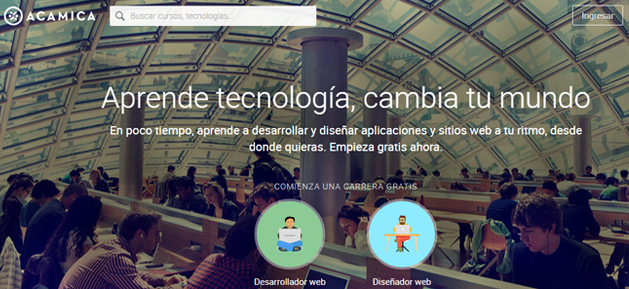 ACAMICA
Buscar cursos, tecnologías...
Ingresar
Aprende tecnología, cambia tu mundo
En poco tiempo, aprende a desarrollar y diseñar aplicaciones y sitios web a tu ritmo, desde
donde quieras. Empieza gratis ahora.
COMIENZA UNA CARRERA GRATIS
Desarrollador web
Diseñador web